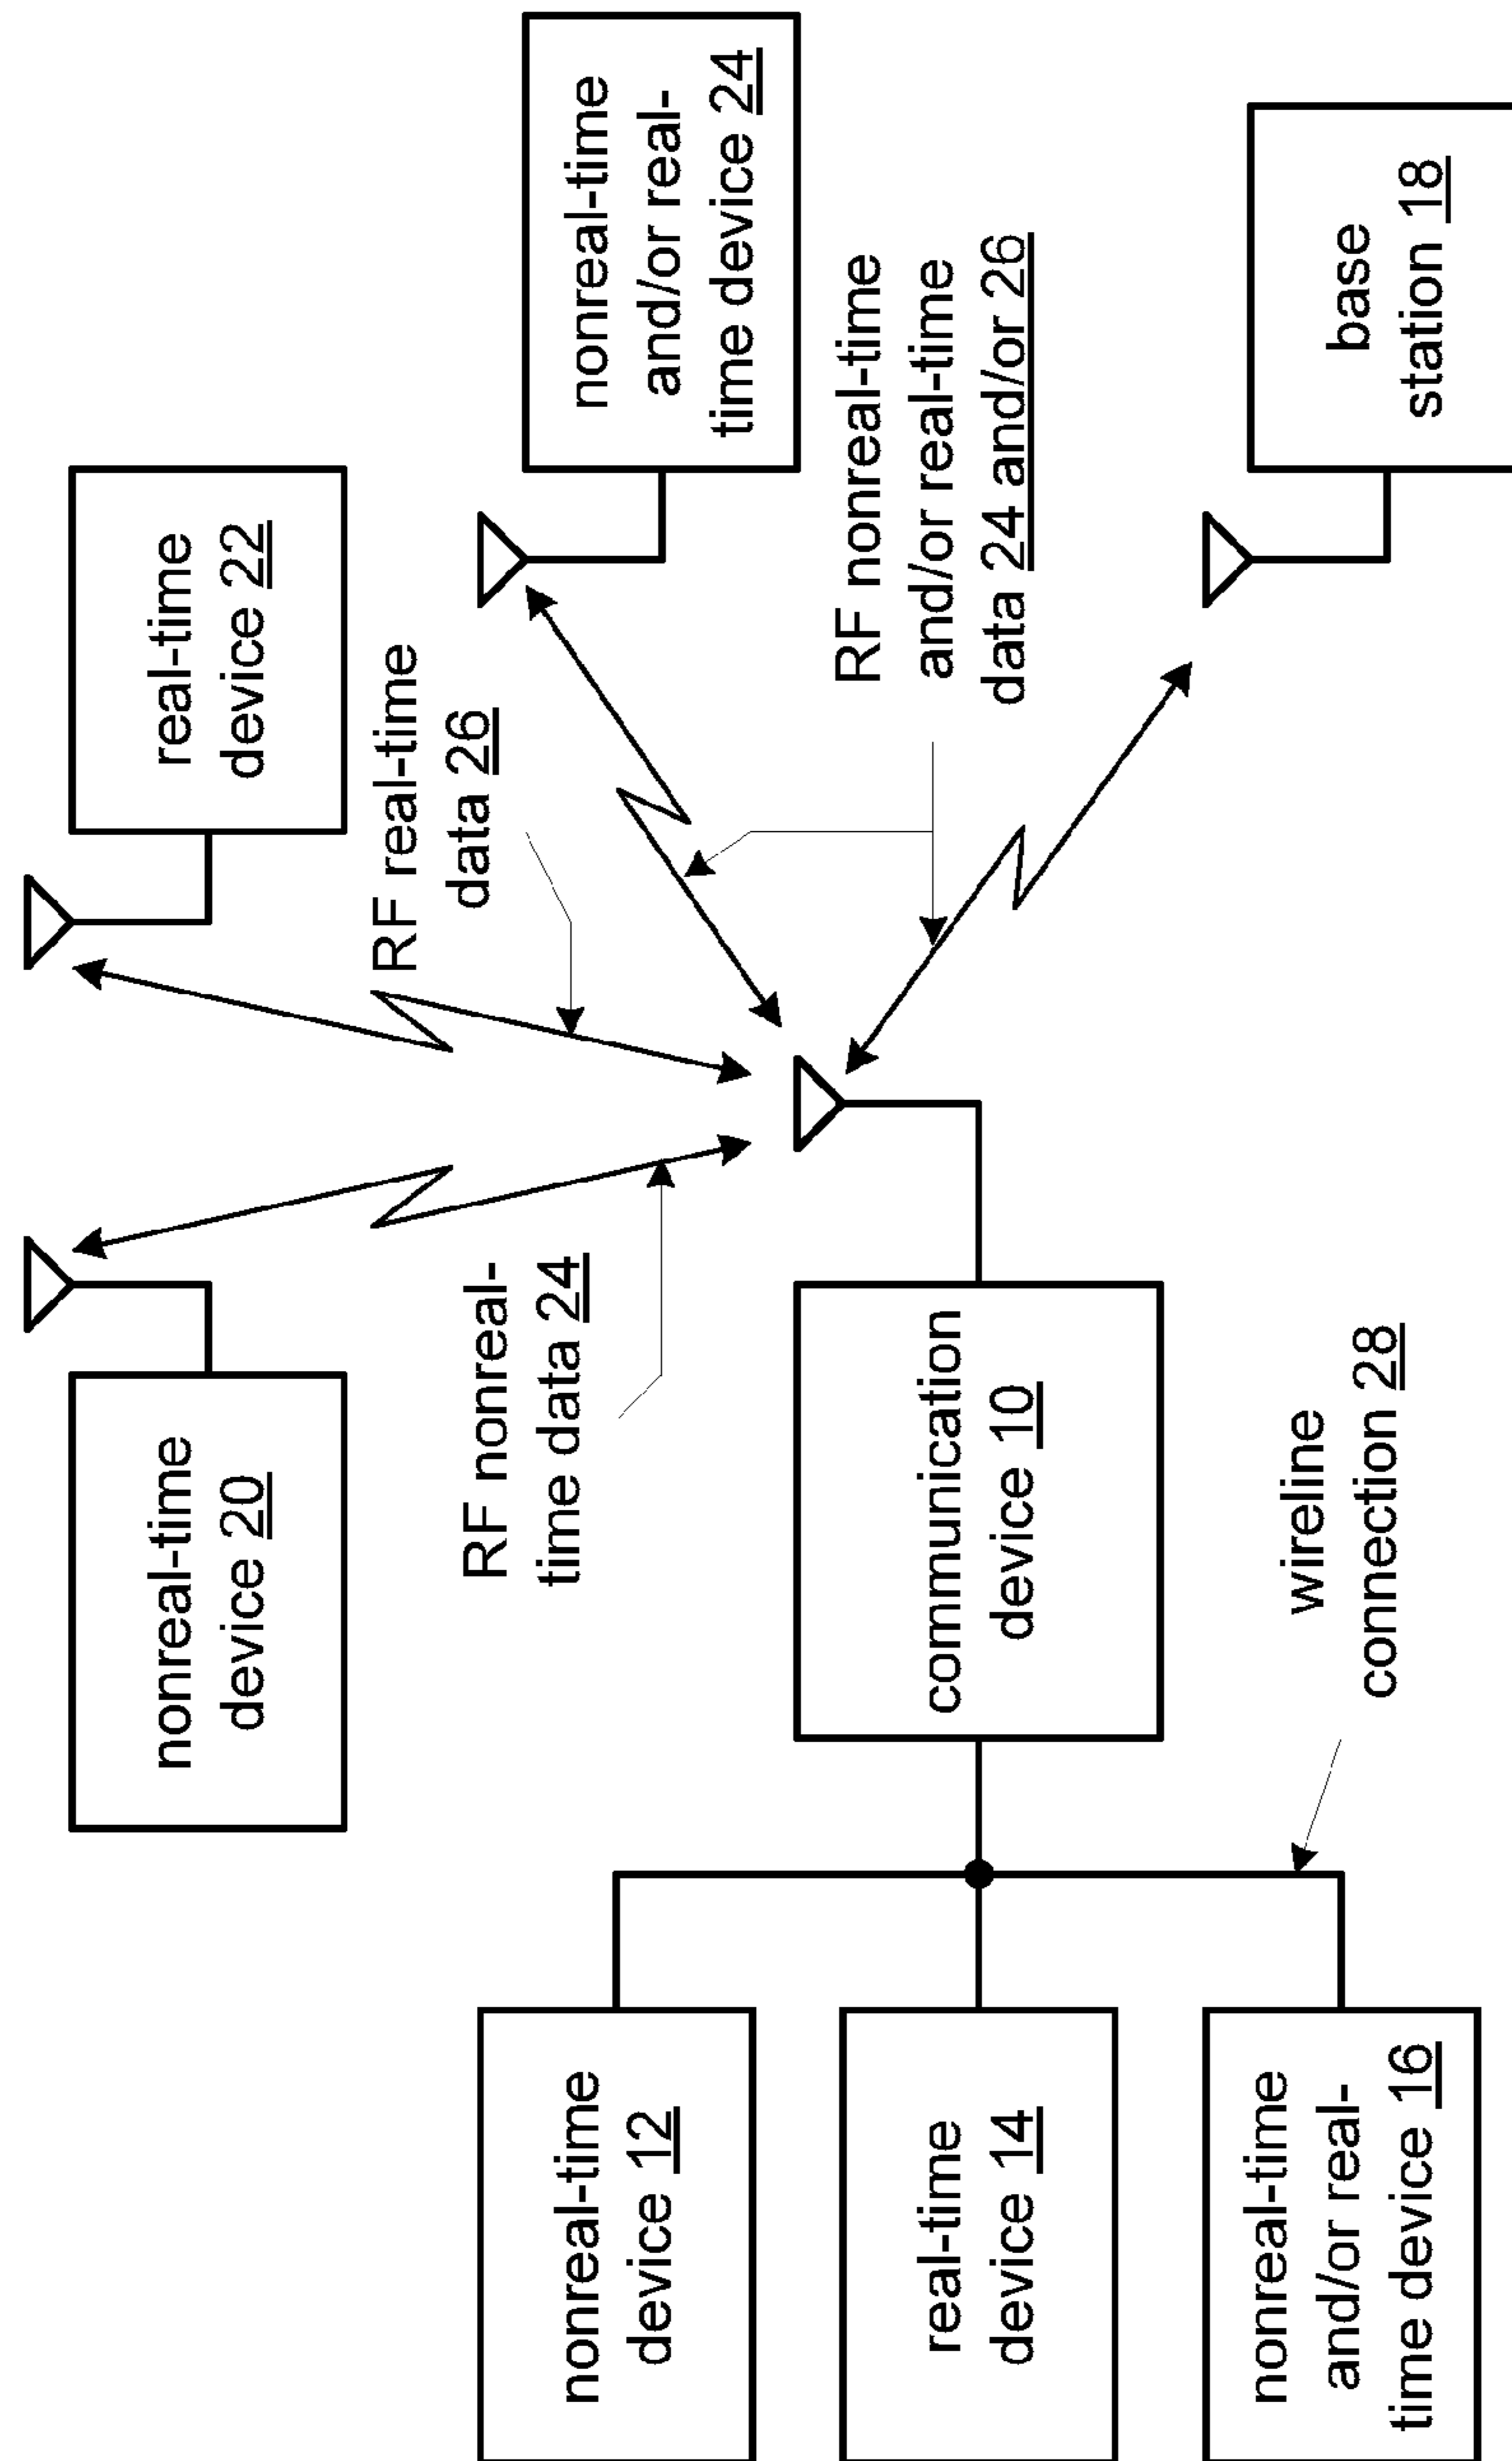 nonreal-time
device 20
real-time
device 22
RF nonreal-
time data 24
RF real-time
data 26
nonreal-time
and/or real-
time device 24
nonreal-time
device 12
real-time
device 14
nonreal-time
and/or real-
time device 16
communication
device 10
RF nonreal-time
and/or real-time
data 24 and/or 26
wireline
connection 28
base
station 18